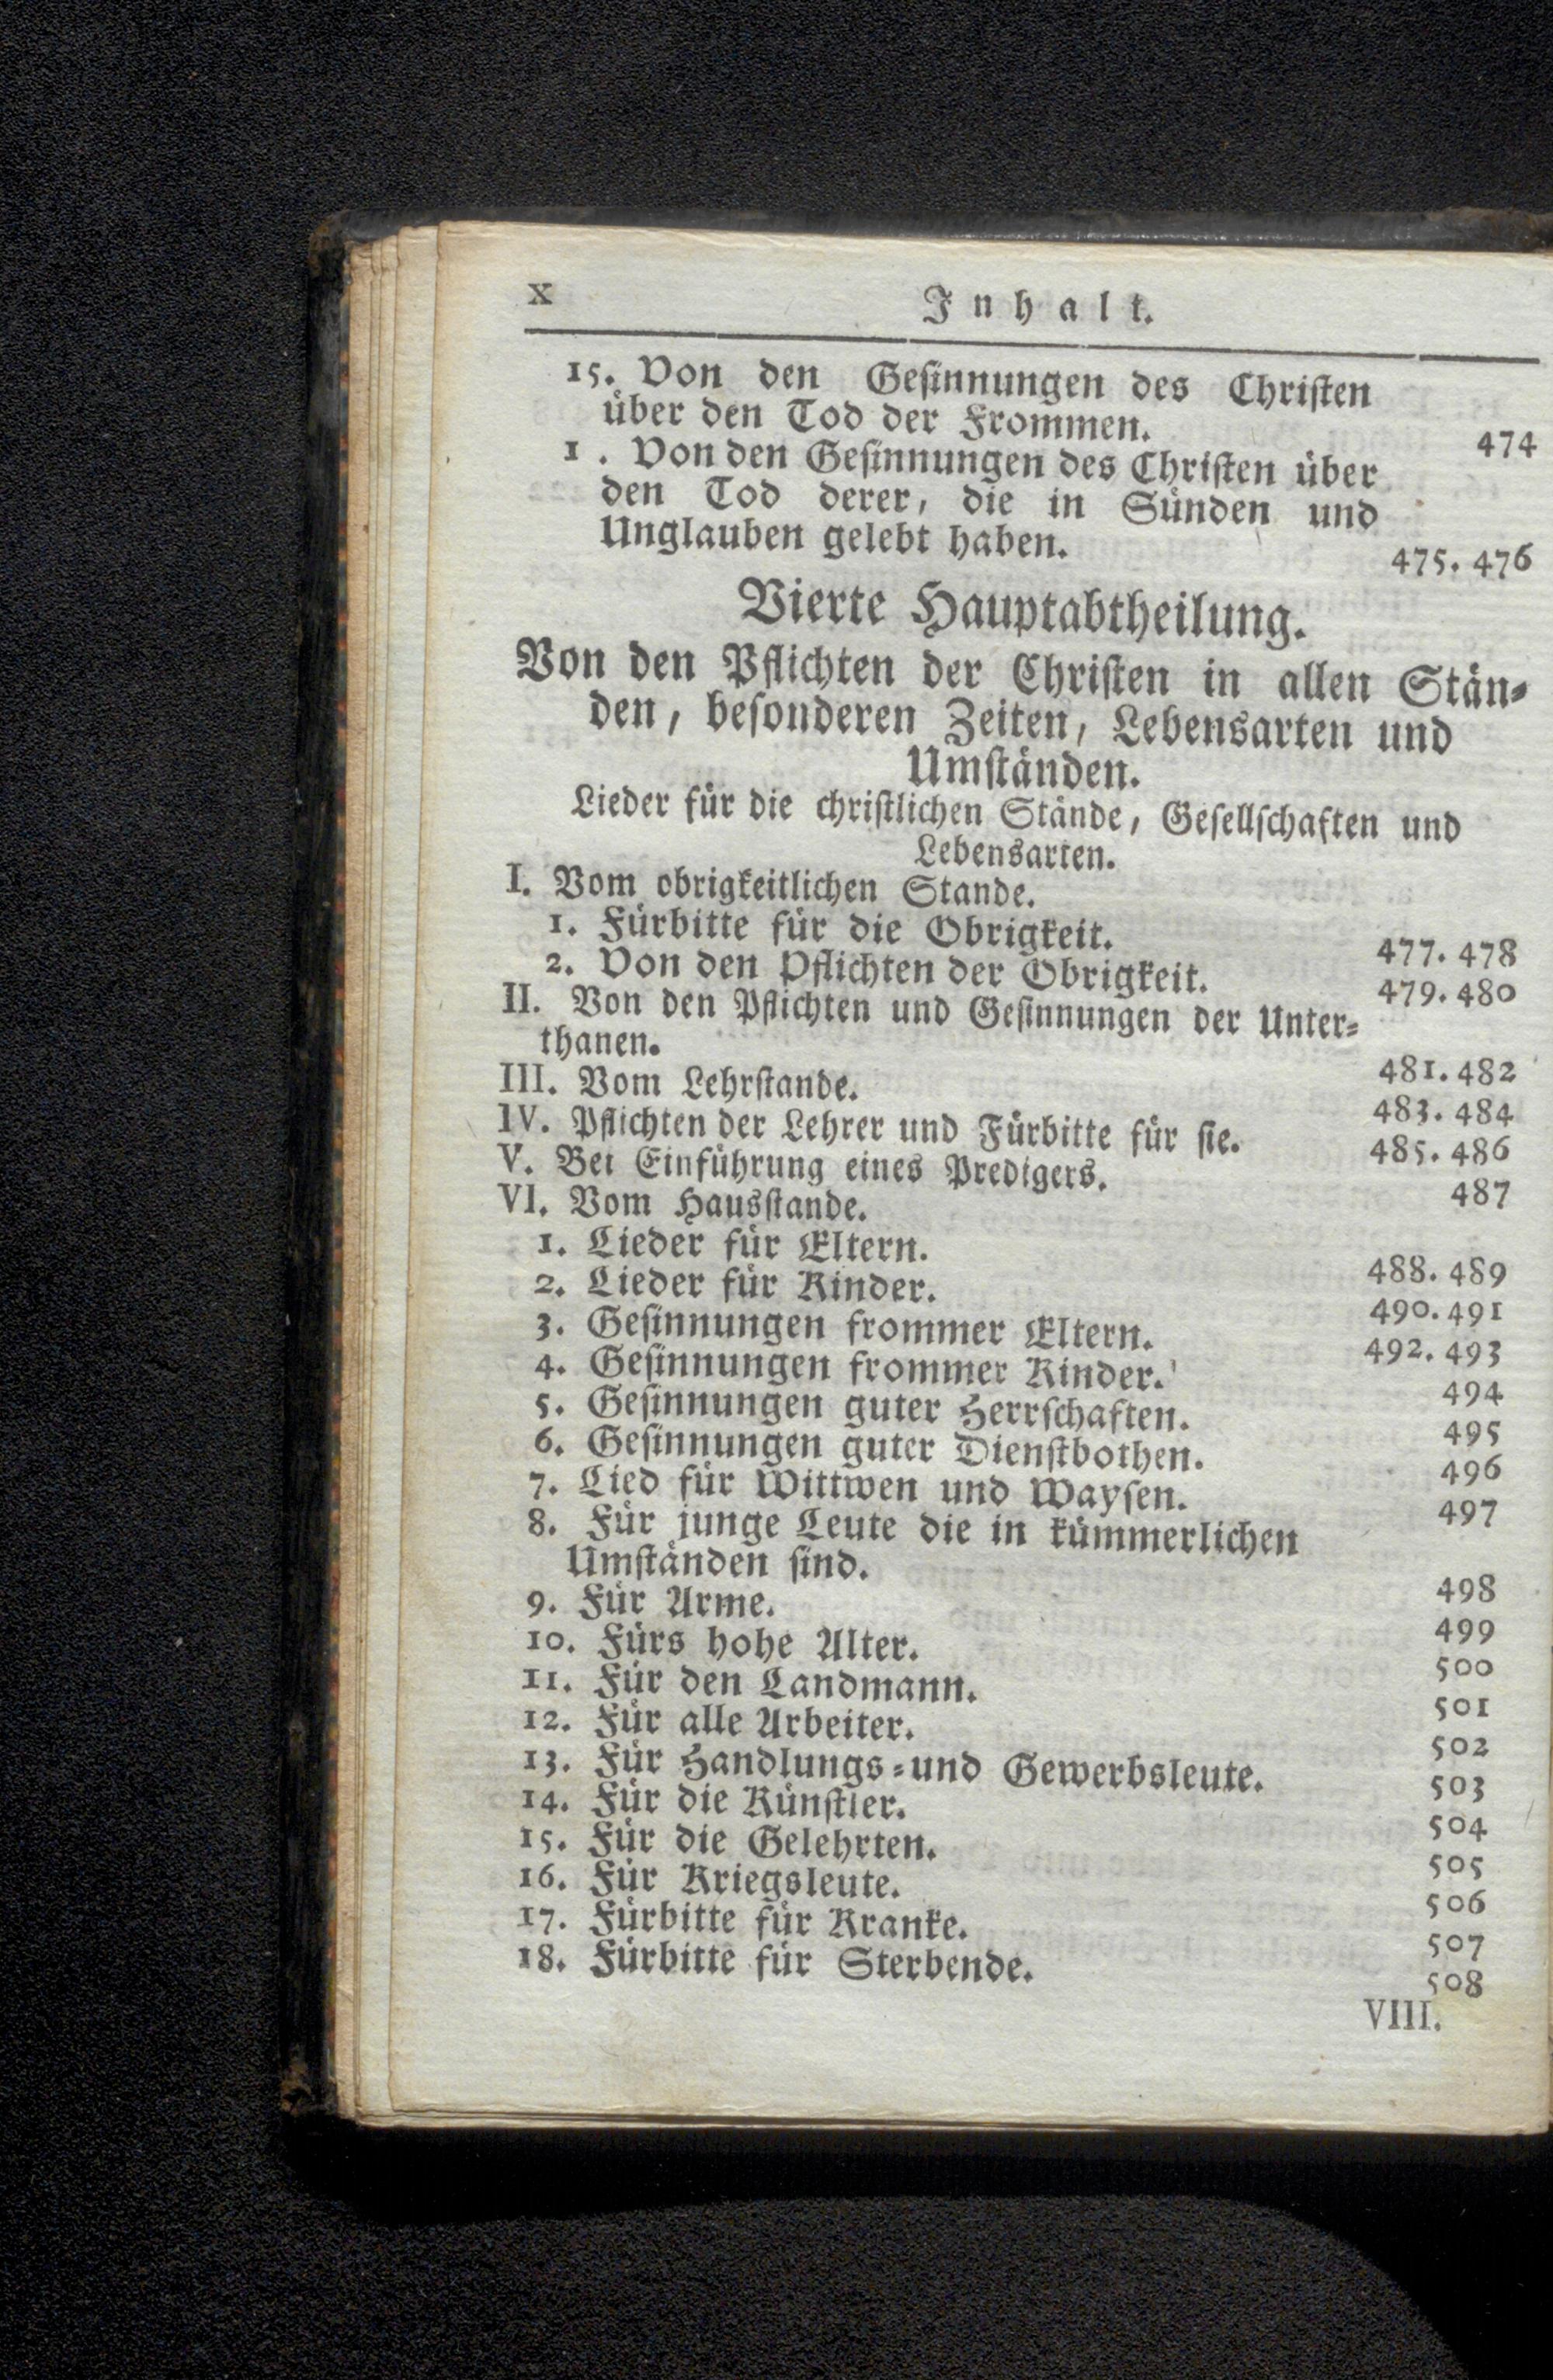 X Inhalt.
15. Von den Gesinnungen des Christen
über den Tod der Frommen. 474
1 . Von den Gesinnungen des Christen über
den Tod derer, die in Sünden und
Unglauben gelebt haben. 475. 476
Vierte Hauptabtheilung.
Von den Pflichten der Christen in allen Stän-
den, besonderen Zeiten, Lebensarten und
Umständen.
Lieder für die christlichen Stände, Gesellschaften und
Lebensarten.
I. Vom obrigkeitlichen Stande.
1. Fürbitte für die Obrigkeit. 477. 478
2. Von den Pflichten der Obrigkeit. 479. 480
II. Von den Pflichten und Gesinnungen der Unter-
thanen. 481. 482
III. Vom Lehrstande. 483. 484
IV. Pflichten der Lehrer und Fürbitte für sie. 485. 486
V. Bei Einführung eines Predigers. 487
VI. Vom Hausstande.
1. Lieder für Eltern. 488. 489
2. Lieder für Kinder. 490. 491
3. Gesinnungen frommer Eltern. 492. 493
4. Gesinnungen frommer Kinder. 494
5. Gesinnungen guter Herrschaften. 495
6. Gesinnungen guter Dienstbothen. 496
7. Lied für Wittwen und Waysen. 497
8. Für junge Leute die in kümmerlichen
Umständen sind. 498
9. Für Arme. 499
10. Fürs hohe Alter. 500
11. Für den Landmann. 501
12. Für alle Arbeiter. 502
13. Für Handlungs-und Gewerbsleute. 503
14. Für die Künstler. 504
15. Für die Gelehrten. 505
16. Für Kriegsleute. 506
17. Fürbitte für Kranke. 507
18. Fürbitte für Sterbende. 508
VIII.